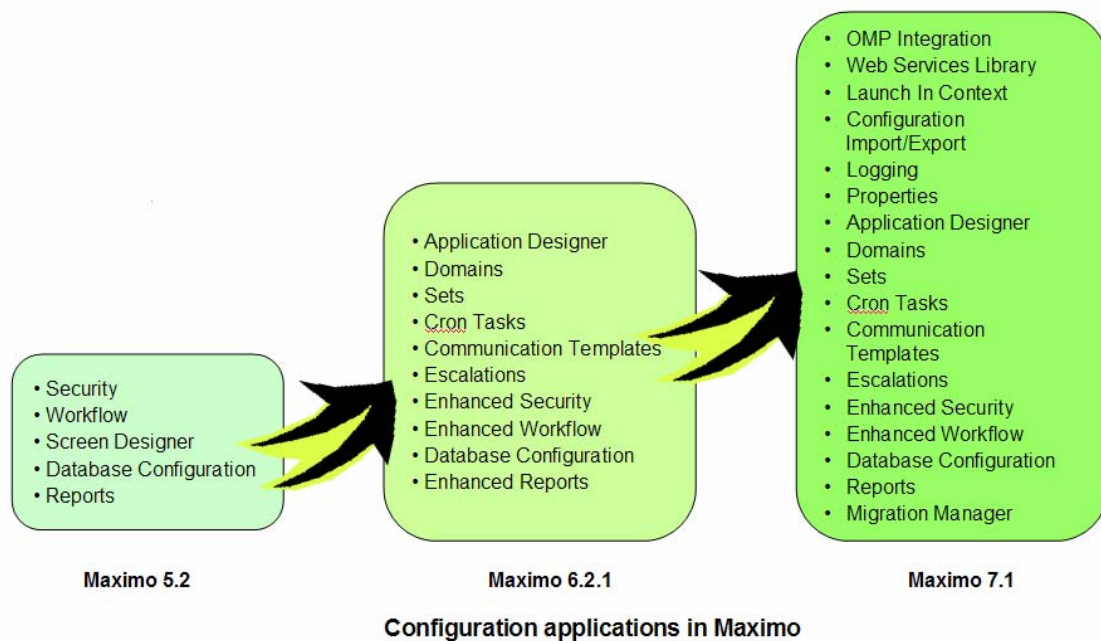 • Security
• Workflow
• Screen Designer
• Database Configuration
• Reports
Maximo 5.2
• Application Designer
• Domains
• Sets
• Cron Tasks
• Communication Templates
• Escalations
• Enhanced Security
• Enhanced Workflow
• Database Configuration
• Enhanced Reports
Maximo 6.2.1
• OMP Integration
• Web Services Library
• Launch In Context
• Configuration
Import/Export
• Logging
• Properties
• Application Designer
• Domains
• Sets
• Cron Tasks
• Communication
Templates
• Escalations
• Enhanced Security
• Enhanced Workflow
• Database Configuration
• Reports
• Migration Manager
Maximo 7.1
Configuration applications in Maximo